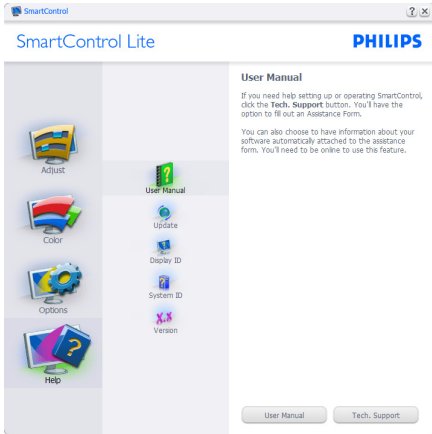 SmartControl
? ×
SmartControl Lite
PHILIPS
Adjust
Color
Options
Help
User Manual
Update
Display ID
System ID
X.X
Version
User Manual
If you need help setting up or operating SmartControl,
click the Tech. Support button. You'll have the
option to fill out an Assistance Form.
You can also choose to have information about your
software automatically attached to the assistance
form. You'll need to be online to use this feature.
User Manual
Tech. Support